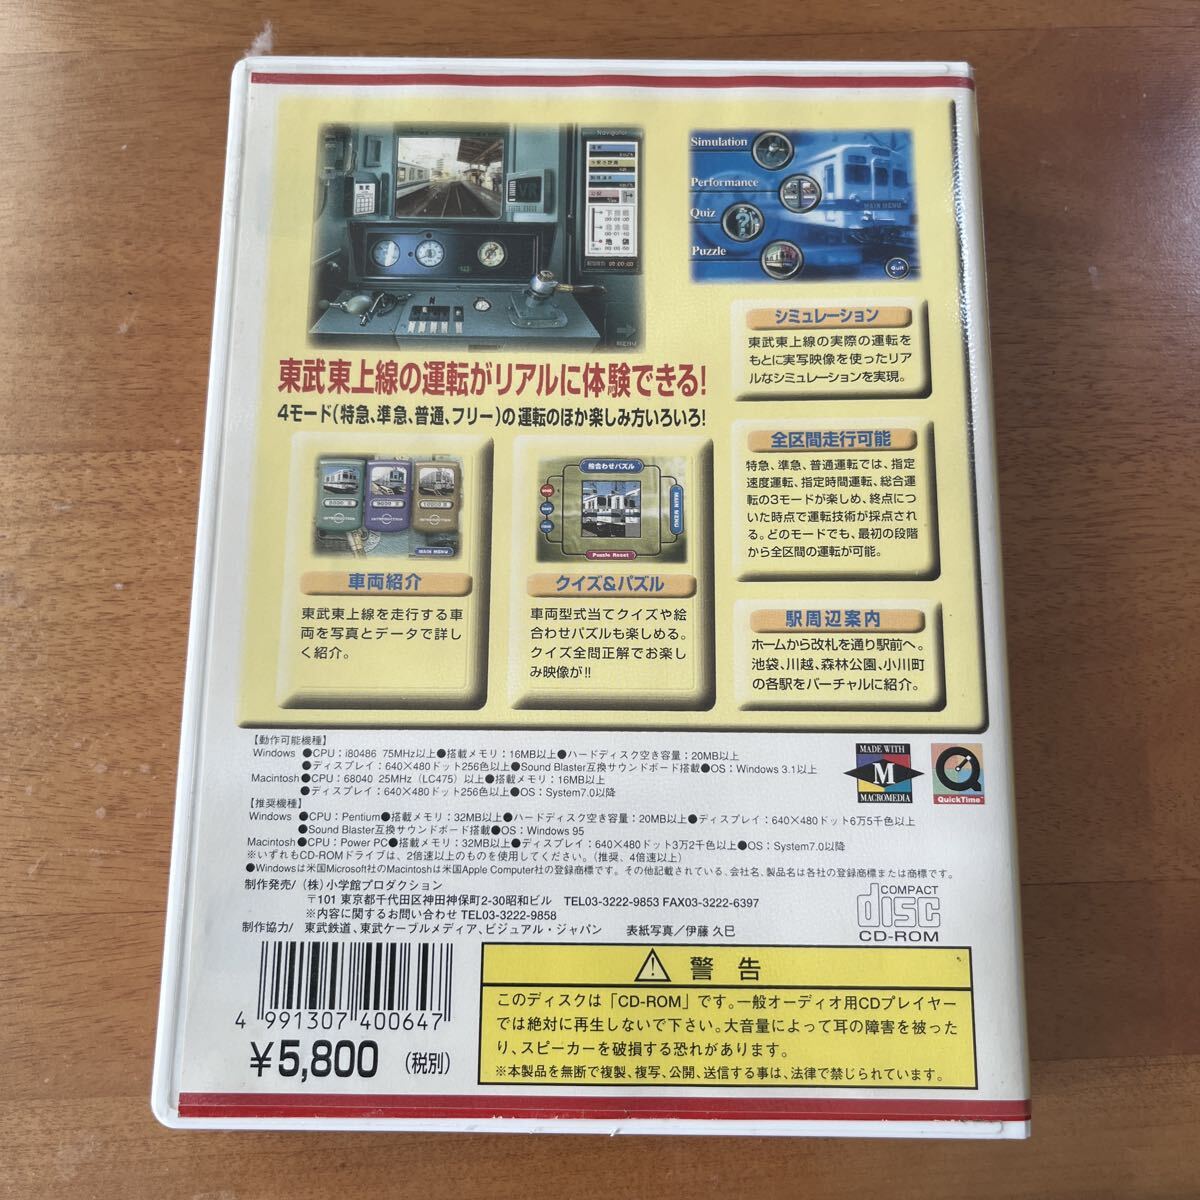 Navigator
VR
下板橋
北池袋
池袋
MENU
Simulation
Performance
MAIN MENU
Quiz
Puzzle
Quit
東武東上線の運転がリアルに体験できる!
4モード(特急、準急、普通、フリー)の運転のほか楽しみ方いろいろ!
シミュレーション
東武東上線の実際の運転を
もとに実写映像を使ったリア
ルなシミュレーションを実現。
全区間走行可能
特急、準急、普通運転では、指定
速度運転、指定時間運転、総合運
転の3モードが楽しめ、終点につ
いた時点で運転技術が採点され
る。どのモードでも、最初の段階
から全区間の運転が可能。
駅周辺案内
ホームから改札を通り駅前へ。
池袋、川越、森林公園、小川町
の各駅をバーチャルに紹介。
INTRODUCTION
INTRODUCTION
INTRODUCTION
MAIN MENU
車両紹介
東武東上線を走行する車
両を写真とデータで詳し
く紹介。
絵合わせパズル
MAIN MENU
Puzzle Reset
クイズ&パズル
車両型式当てクイズや絵
合わせパズルも楽しめる。
クイズ全問正解でお楽し
み映像が!!
【動作可能機種】
Windows ●CPU：i80486 75MHz以上●搭載メモリ：16MB以上●ハードディスク空き容量：20MB以上
●ディスプレイ：640×480ドット256色以上●Sound Blaster互換サウンドボード搭載●OS：Windows 3.1以上
Macintosh●CPU：68040 25MHz（LC475）以上●搭載メモリ：16MB以上
●ディスプレイ：640×480ドット256色以上●OS：System7.0以降
【推奨機種】
Windows ●CPU：Pentium●搭載メモリ：32MB以上●ハードディスク空き容量：20MB以上●ディスプレイ：640×480ドット6万5千色以上
●Sound Blaster互換サウンドボード搭載●OS：Windows 95
Macintosh●CPU：Power PC●搭載メモリ：32MB以上●ディスプレイ：640×480ドット3万2千色以上●OS：System7.0以降
※いずれもCD-ROMドライブは、2倍速以上のものを使用してください。（推奨、4倍速以上）
●Windowsは米国Microsoft社のMacintoshは米国Apple Computer社の登録商標です。その他記載されている、会社名、製品名は各社の登録商標または商標です。
MADE WITH
M
MACROMEDIA
QuickTime™
制作発売/（株）小学館プロダクション
〒101 東京都千代田区神田神保町2-30昭和ビル TEL03-3222-9853 FAX03-3222-6397
※内容に関するお問い合わせ TEL03-3222-9858
制作協力/ 東武鉄道、東武ケーブルメディア、ビジュアル・ジャパン 表紙写真／伊藤 久巳
COMPACT
disc
CD-ROM
4 991307 400647
¥5,800 (税別)
⚠ 警告
このディスクは「CD-ROM」です。一般オーディオ用CDプレイヤー
では絶対に再生しないで下さい。大音量によって耳の障害を被った
り、スピーカーを破損する恐れがあります。
※本製品を無断で複製、複写、公開、送信する事は、法律で禁じられています。